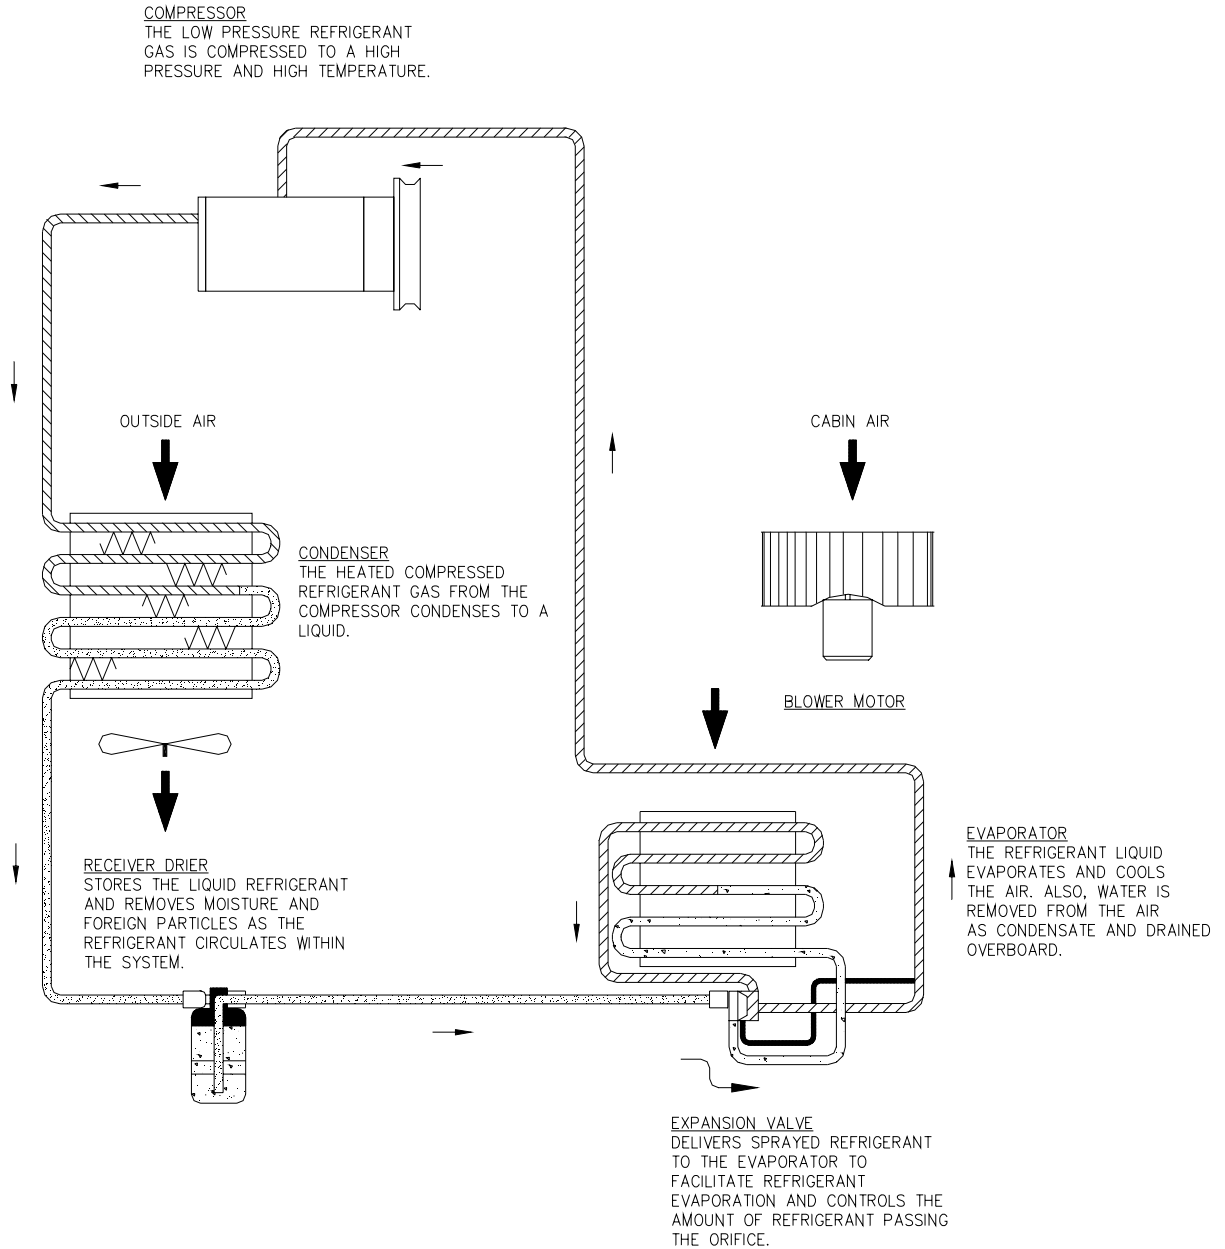 COMPRESSOR
THE LOW PRESSURE REFRIGERANT
GAS IS COMPRESSED TO A HIGH
PRESSURE AND HIGH TEMPERATURE.
OUTSIDE AIR
CABIN AIR
CONDENSER
THE HEATED COMPRESSED
REFRIGERANT GAS FROM THE
COMPRESSOR CONDENSES TO A
LIQUID.
BLOWER MOTOR
EVAPORATOR
THE REFRIGERANT LIQUID
EVAPORATES AND COOLS
THE AIR. ALSO, WATER IS
REMOVED FROM THE AIR
AS CONDENSATE AND DRAINED
OVERBOARD.
RECEIVER DRIER
STORES THE LIQUID REFRIGERANT
AND REMOVES MOISTURE AND
FOREIGN PARTICLES AS THE
REFRIGERANT CIRCULATES WITHIN
THE SYSTEM.
EXPANSION VALVE
DELIVERS SPRAYED REFRIGERANT
TO THE EVAPORATOR TO
FACILITATE REFRIGERANT
EVAPORATION AND CONTROLS THE
AMOUNT OF REFRIGERANT PASSING
THE ORIFICE.